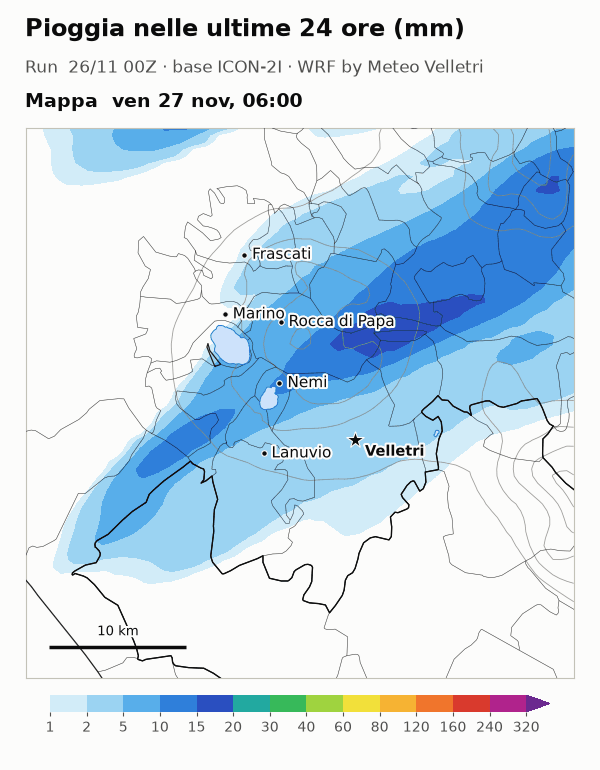 Pioggia nelle ultime 24 ore (mm)
Run  26/11 00Z · base ICON-2I · WRF by Meteo Velletri
Mappa  ven 27 nov, 06:00
Frascati
Marino
Rocca di Papa
Nemi
Velletri
Lanuvio
10 km
1 2 5 10 15 20 30 40 60 80 120 160 240 320